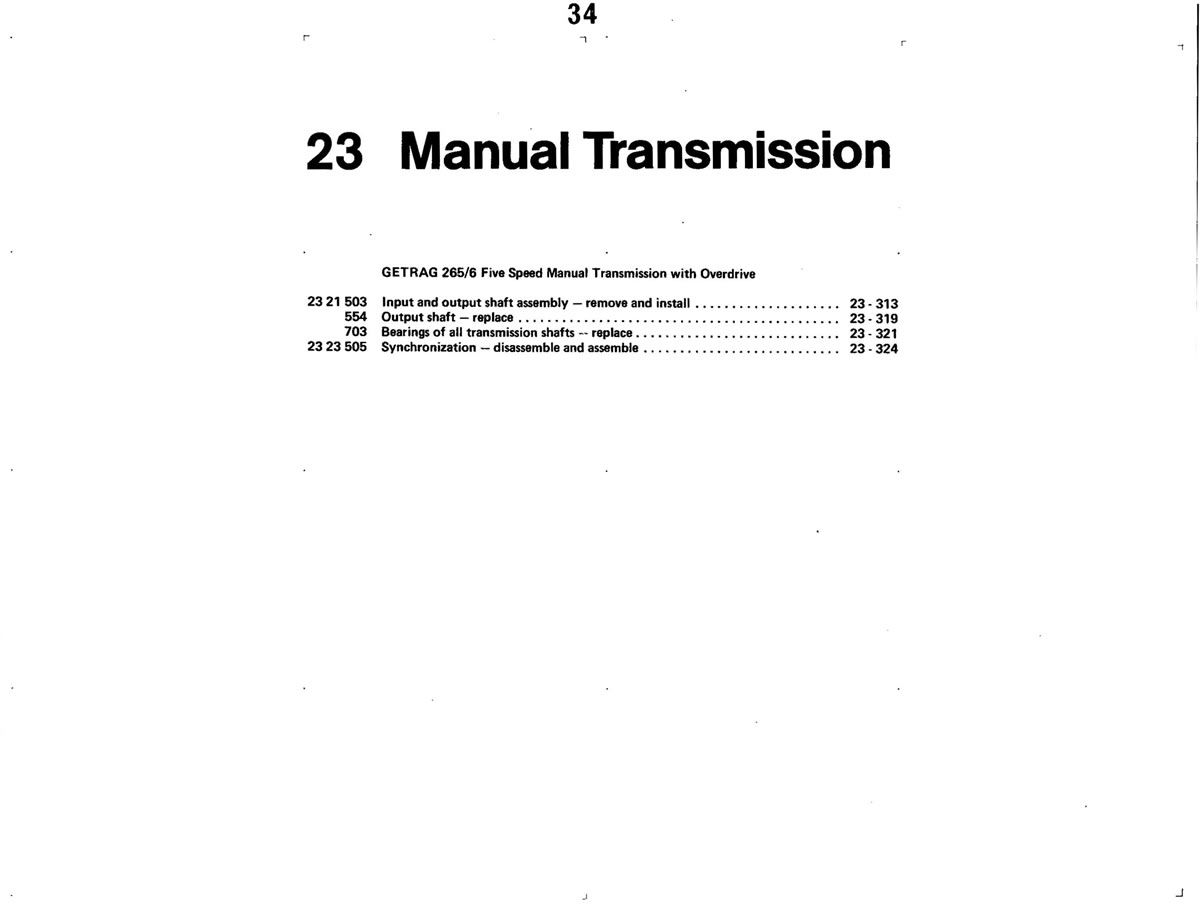 34
23 Manual Transmission
GETRAG 265/6 Five Speed Manual Transmission with Overdrive
23 21 503 Input and output shaft assembly — remove and install .................... 23 - 313
554 Output shaft — replace ............................................ 23 - 319
703 Bearings of all transmission shafts -- replace ............................ 23 - 321
23 23 505 Synchronization — disassemble and assemble ........................... 23 - 324